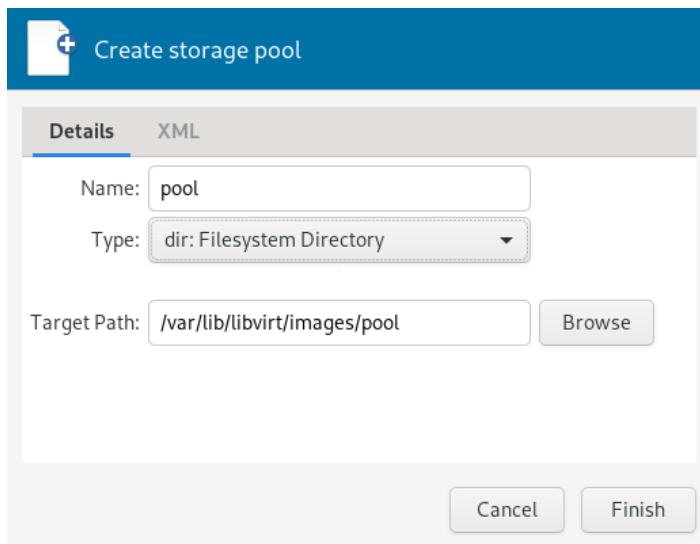 Create storage pool
Details XML
Name: pool
Type: dir: Filesystem Directory
Target Path: /var/lib/libvirt/images/pool Browse
Cancel Finish